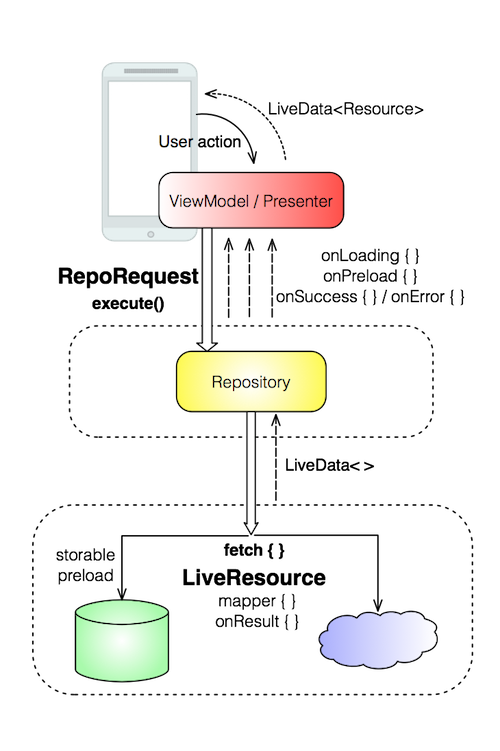 LiveData<Resource>
User action
ViewModel / Presenter
RepoRequest
execute()
onLoading { }
onPreload { }
onSuccess { } / onError { }
Repository
LiveData< >
fetch { }
storable
preload
LiveResource
mapper { }
onResult { }